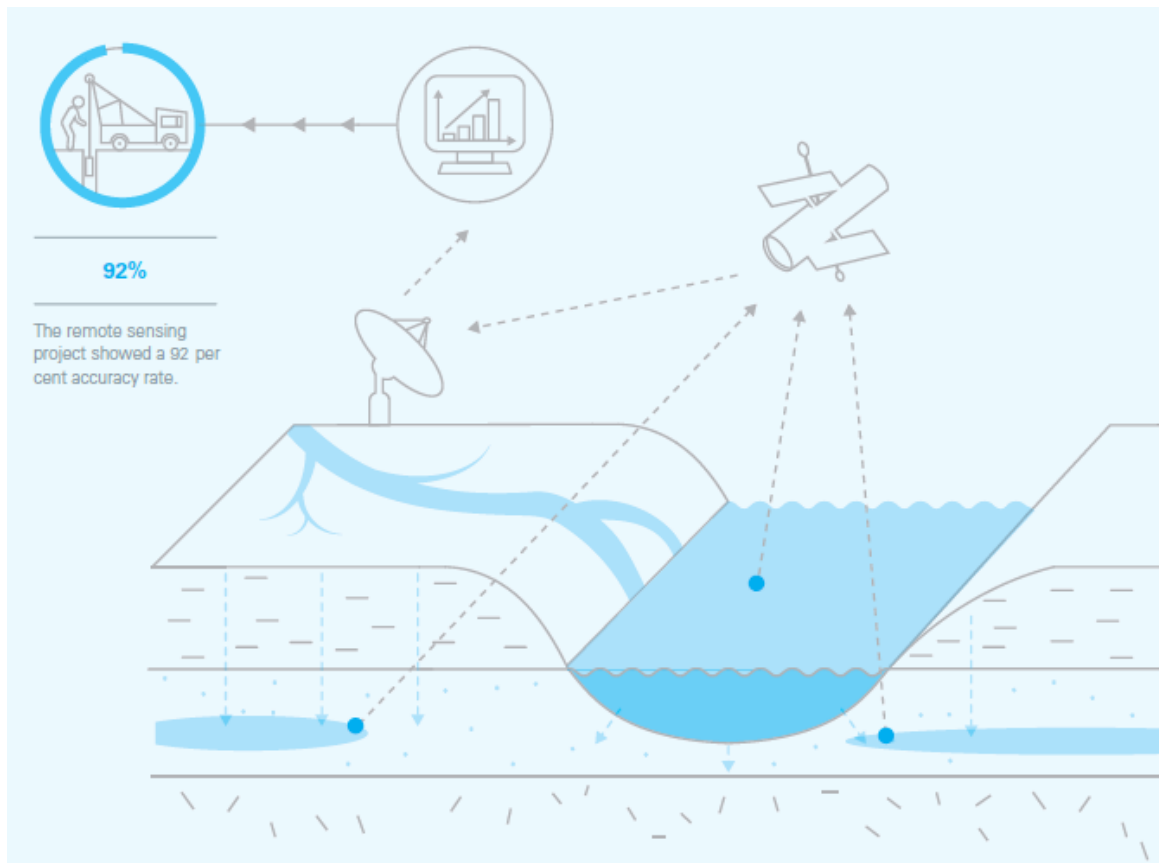 92%
The remote sensing
project showed a 92 per
cent accuracy rate.